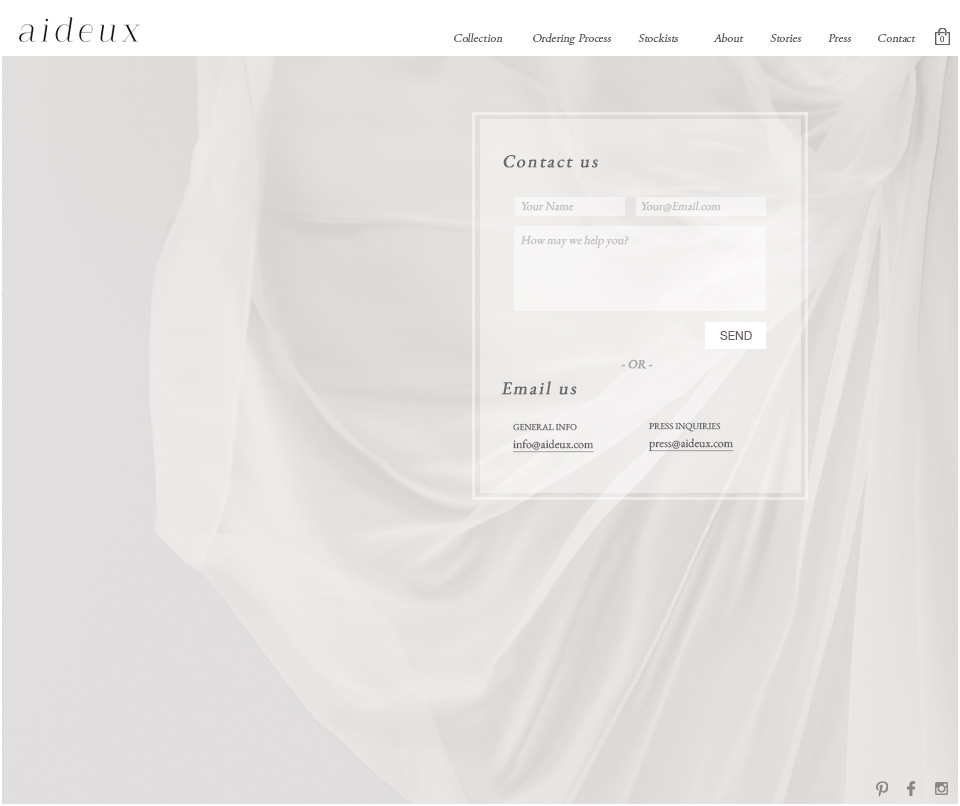 aideux
Collection Ordering Process Stockists About Stories Press Contact 0
Contact us
Your Name Your@Email.com
How may we help you?
SEND
- OR -
Email us
GENERAL INFO PRESS INQUIRIES
info@aideux.com press@aideux.com